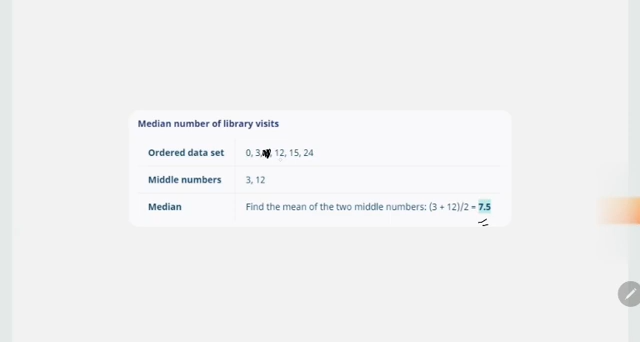 Median number of library visits
Ordered data set 0, 3, 12, 15, 24
Middle numbers 3, 12
Median Find the mean of the two middle numbers: (3 + 12)/2 = 7.5